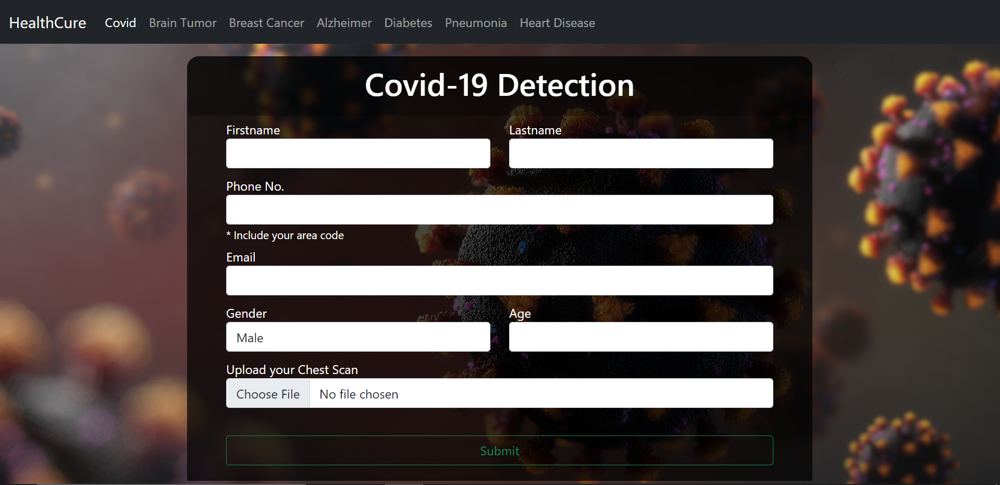 HealthCure Covid Brain Tumor Breast Cancer Alzheimer Diabetes Pneumonia Heart Disease
Covid-19 Detection
Firstname Lastname
Phone No.
* Include your area code
Email
Gender Age
Male
Upload your Chest Scan
Choose File No file chosen
Submit